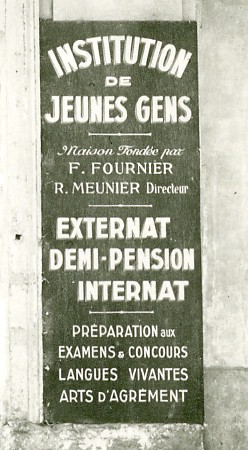 INSTITUTION
DE
JEUNES GENS
Maison Fondée par
F. FOURNIER
R. MEUNIER Directeur
EXTERNAT
DEMI-PENSION
INTERNAT
PRÉPARATION aux
EXAMENS & CONCOURS
LANGUES VIVANTES
ARTS D'AGRÉMENT